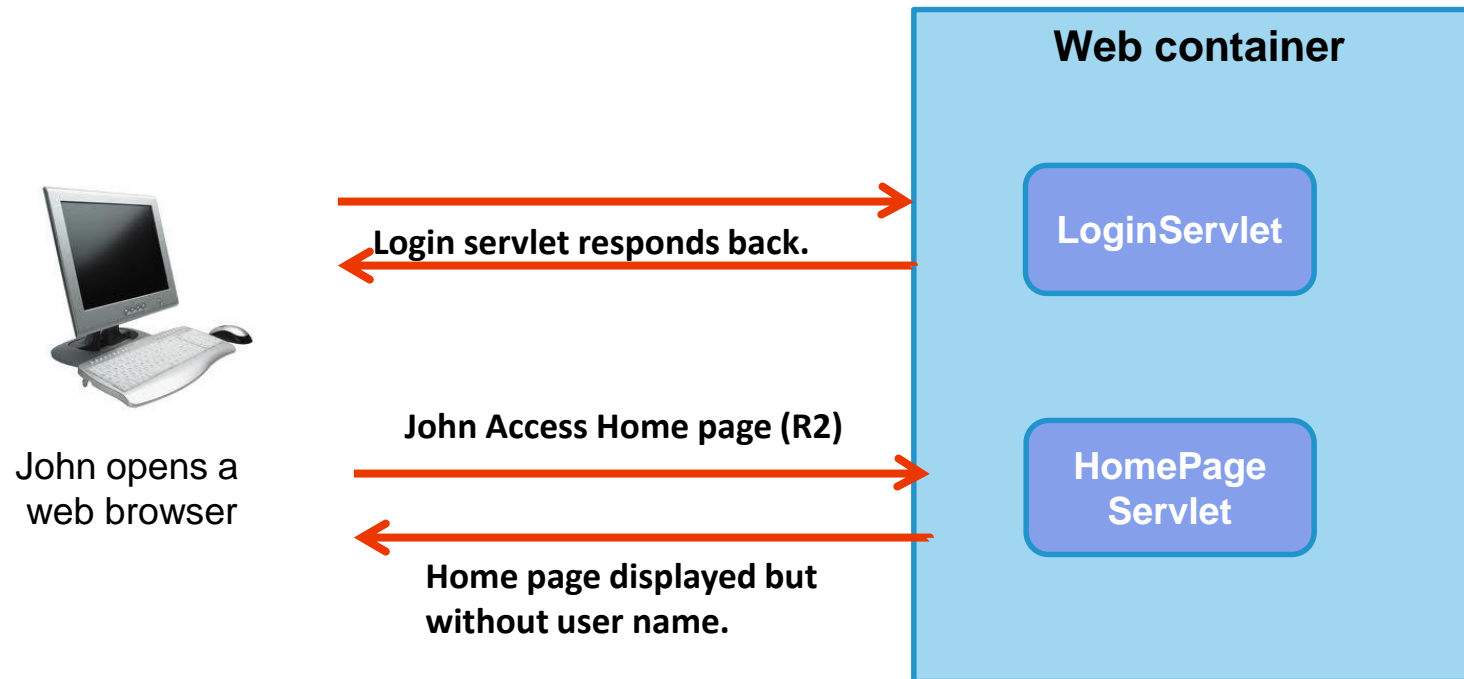 Web container
LoginServlet
Login servlet responds back.
John Access Home page (R2)
John opens a
web browser
HomePage
Servlet
Home page displayed but
without user name.